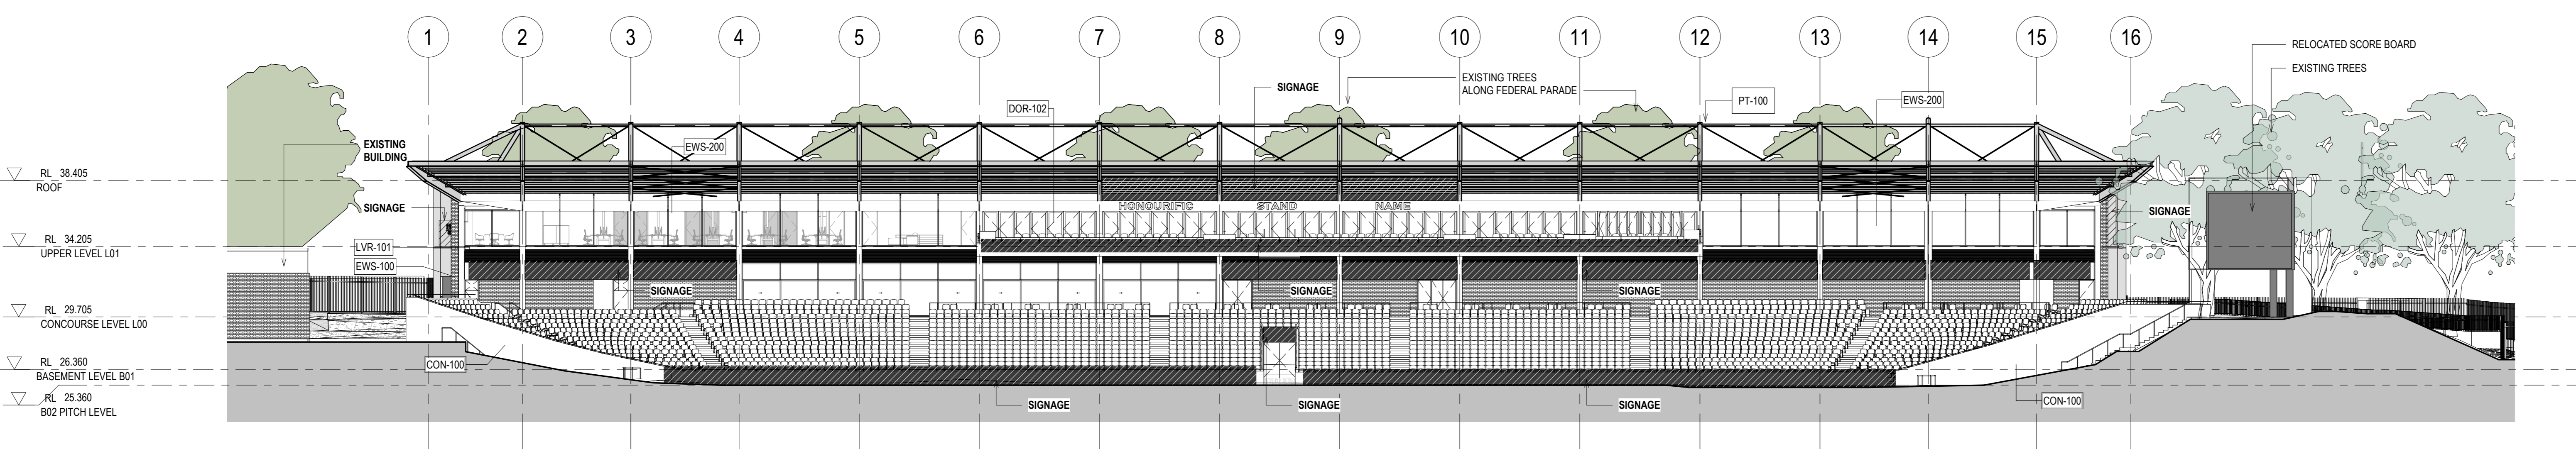 1 2 3 4 5 6 7 8 9 10 11 12 13 14 15 16
RELOCATED SCORE BOARD
EXISTING TREES
EXISTING TREES
ALONG FEDERAL PARADE
SIGNAGE
DOR-102
PT-100
EWS-200
EWS-200
EXISTING
BUILDING
RL 38.405
ROOF
SIGNAGE
HONOURIFIC STAND NAME
SIGNAGE
RL 34.205
UPPER LEVEL L01
LVR-101
EWS-100
SIGNAGE
SIGNAGE
SIGNAGE
RL 29.705
CONCOURSE LEVEL L00
RL 26.360
BASEMENT LEVEL B01
CON-100
RL 25.360
B02 PITCH LEVEL
SIGNAGE
SIGNAGE
SIGNAGE
CON-100